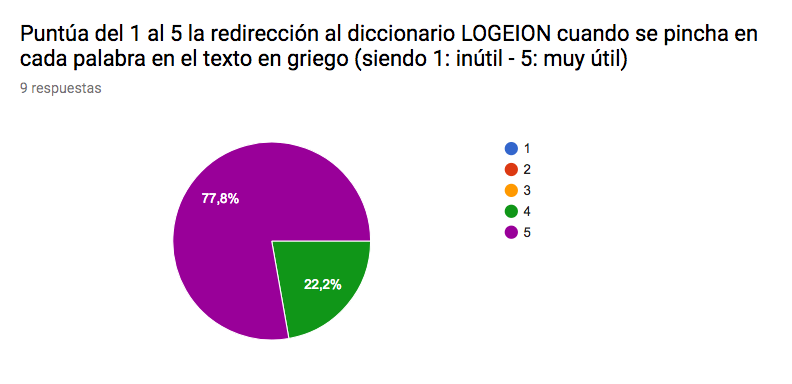 Puntúa del 1 al 5 la redirección al diccionario LOGEION cuando se pincha en
cada palabra en el texto en griego (siendo 1: inútil - 5: muy útil)
9 respuestas
77,8%
22,2%
1
2
3
4
5